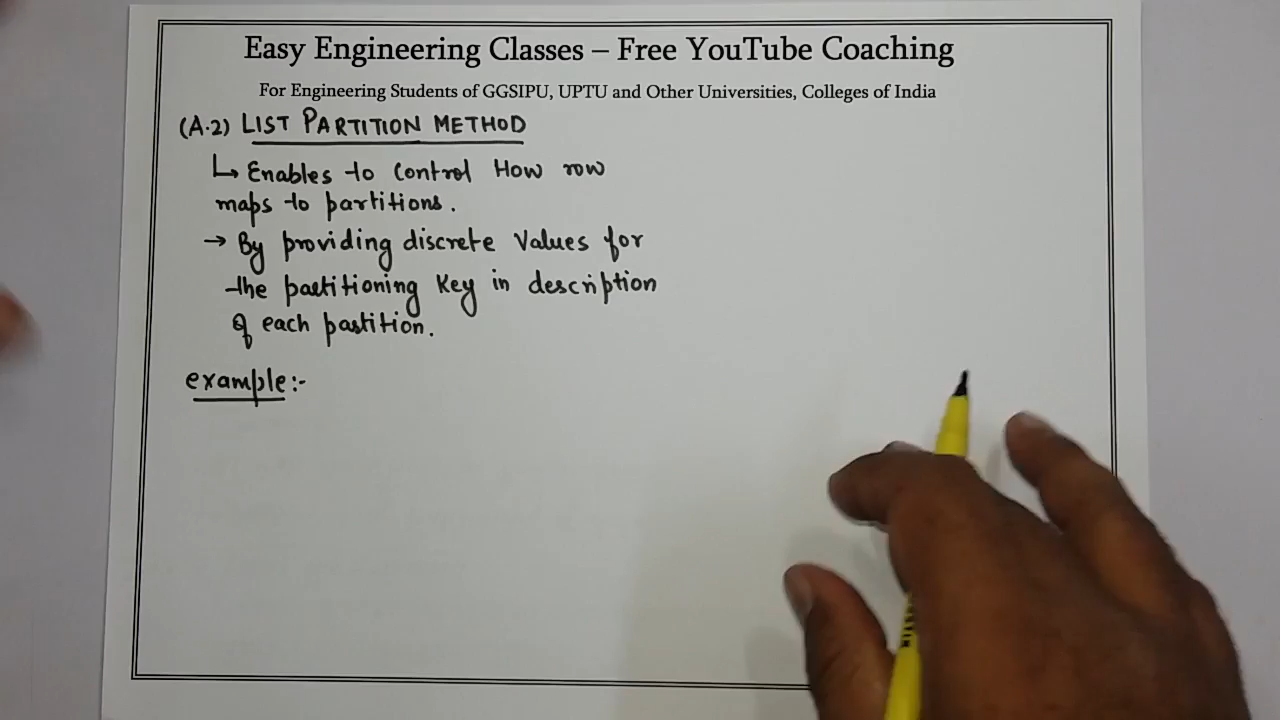 Easy Engineering Classes – Free YouTube Coaching
For Engineering Students of GGSIPU, UPTU and Other Universities, Colleges of India
(A.2) LIST PARTITION METHOD
↳ Enables to control How row
maps to partitions.
→ By providing discrete values for
the partitioning key in description
of each partition.
example:-